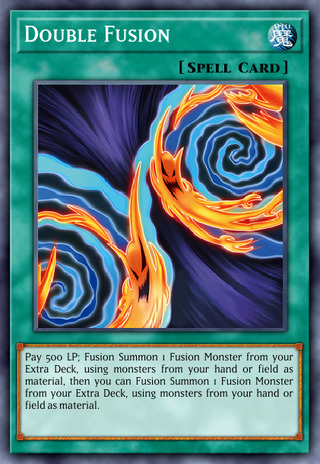 Double Fusion
[Spell Card]
Pay 500 LP; Fusion Summon 1 Fusion Monster from your
Extra Deck, using monsters from your hand or field as
material, then you can Fusion Summon 1 Fusion Monster
from your Extra Deck, using monsters from your hand or
field as material.